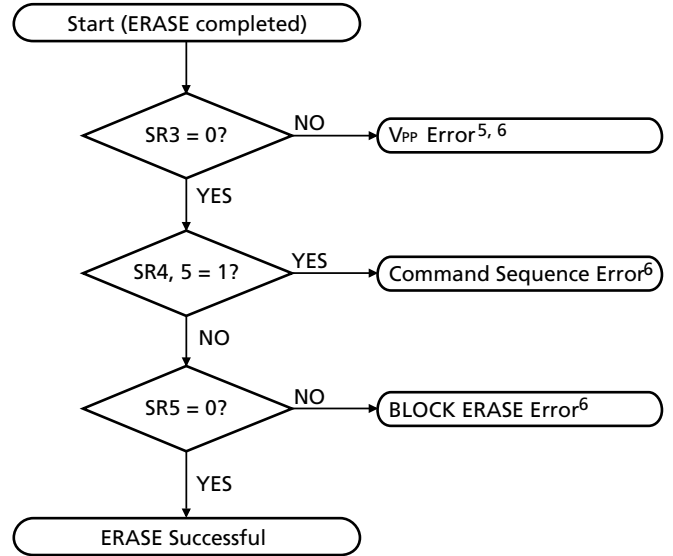 Start (ERASE completed)
SR3 = 0?
NO
VPP Error5, 6
YES
SR4, 5 = 1?
YES
Command Sequence Error6
NO
SR5 = 0?
NO
BLOCK ERASE Error6
YES
ERASE Successful